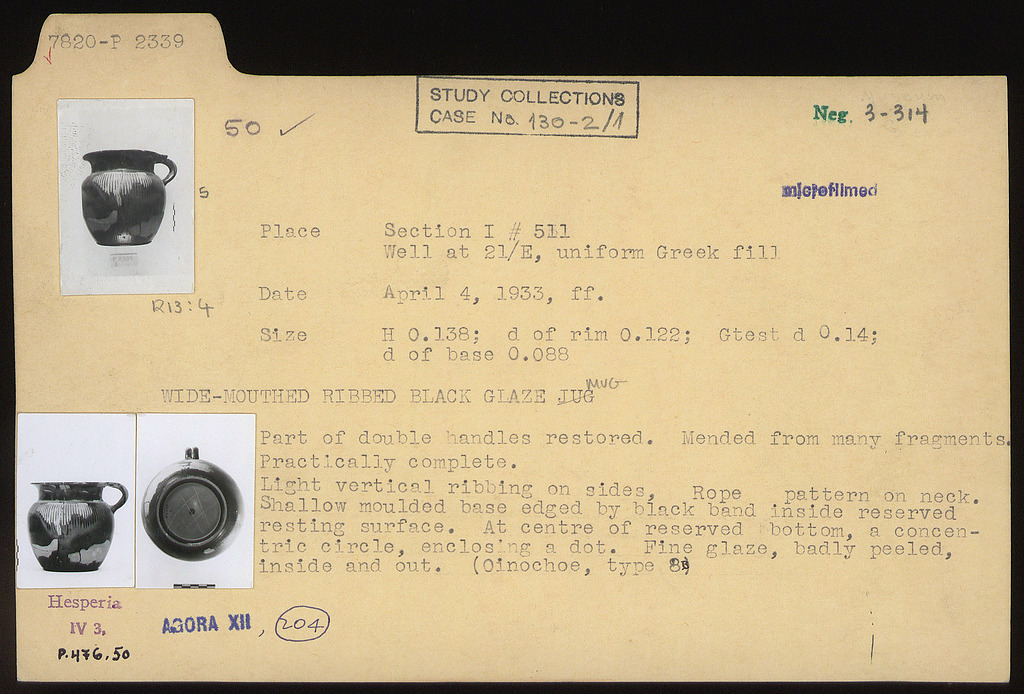 7820-P 2339
STUDY COLLECTIONS
CASE No. 130-2/1
Neg. 3-314
50 ✓
microfilmed
5
Place Section I # 511
Well at 21/E, uniform Greek fill
R13:4
Date April 4, 1933, ff.
Size H 0.138; d of rim 0.122; Gtest d 0.14;
d of base 0.088
MUG
WIDE-MOUTHED RIBBED BLACK GLAZE JUG
Part of double handles restored. Mended from many fragments.
Practically complete.
Light vertical ribbing on sides, Rope pattern on neck.
Shallow moulded base edged by black band inside reserved
resting surface. At centre of reserved bottom, a concen-
tric circle, enclosing a dot. Fine glaze, badly peeled,
inside and out. (Oinochoe, type 8B)
Hesperia
IV 3,
P.476,50
AGORA XII, 204